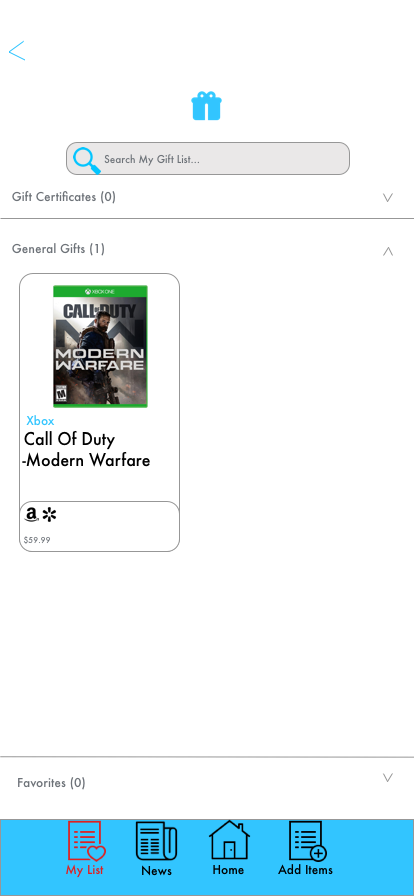 Search My Gift List...
Gift Certificates (0)
General Gifts (1)
XBOX ONE
CALL OF DUTY
MODERN
WARFARE
Xbox
Call Of Duty
-Modern Warfare
a
$59.99
Favorites (0)
My List
News
Home
Add Items